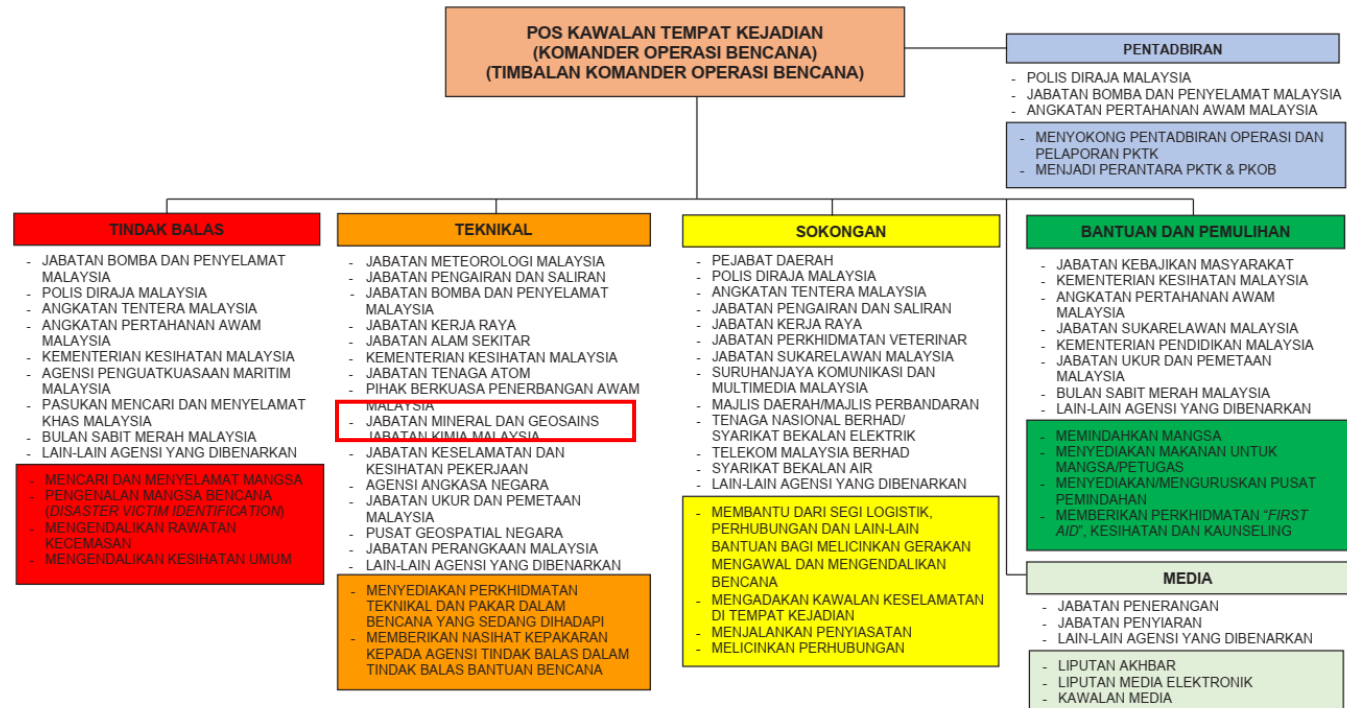 POS KAWALAN TEMPAT KEJADIAN
(KOMANDER OPERASI BENCANA)
(TIMBALAN KOMANDER OPERASI BENCANA)
PENTADBIRAN
- POLIS DIRAJA MALAYSIA
- JABATAN BOMBA DAN PENYELAMAT MALAYSIA
- ANGKATAN PERTAHANAN AWAM MALAYSIA
- MENYOKONG PENTADBIRAN OPERASI DAN
PELAPORAN PKTK
- MENJADI PERANTARA PKTK & PKOB
TINDAK BALAS
- JABATAN BOMBA DAN PENYELAMAT
MALAYSIA
- POLIS DIRAJA MALAYSIA
- ANGKATAN TENTERA MALAYSIA
- ANGKATAN PERTAHANAN AWAM
MALAYSIA
- KEMENTERIAN KESIHATAN MALAYSIA
- AGENSI PENGUATKUASAAN MARITIM
MALAYSIA
- PASUKAN MENCARI DAN MENYELAMAT
KHAS MALAYSIA
- BULAN SABIT MERAH MALAYSIA
- LAIN-LAIN AGENSI YANG DIBENARKAN
- MENCARI DAN MENYELAMAT MANGSA
- PENGENALAN MANGSA BENCANA
(DISASTER VICTIM IDENTIFICATION)
- MENGENDALIKAN RAWATAN
KECEMASAN
- MENGENDALIKAN KESIHATAN UMUM
TEKNIKAL
- JABATAN METEOROLOGI MALAYSIA
- JABATAN PENGAIRAN DAN SALIRAN
- JABATAN BOMBA DAN PENYELAMAT
MALAYSIA
- JABATAN KERJA RAYA
- JABATAN ALAM SEKITAR
- KEMENTERIAN KESIHATAN MALAYSIA
- JABATAN TENAGA ATOM
- PIHAK BERKUASA PENERBANGAN AWAM
MALAYSIA
- JABATAN MINERAL DAN GEOSAINS
- JABATAN KIMIA MALAYSIA
- JABATAN KESELAMATAN DAN
KESIHATAN PEKERJAAN
- AGENSI ANGKASA NEGARA
- JABATAN UKUR DAN PEMETAAN
MALAYSIA
- PUSAT GEOSPATIAL NEGARA
- JABATAN PERANGKAAN MALAYSIA
- LAIN-LAIN AGENSI YANG DIBENARKAN
- MENYEDIAKAN PERKHIDMATAN
TEKNIKAL DAN PAKAR DALAM
BENCANA YANG SEDANG DIHADAPI
- MEMBERIKAN NASIHAT KEPAKARAN
KEPADA AGENSI TINDAK BALAS DALAM
TINDAK BALAS BANTUAN BENCANA
SOKONGAN
- PEJABAT DAERAH
- POLIS DIRAJA MALAYSIA
- ANGKATAN TENTERA MALAYSIA
- JABATAN PENGAIRAN DAN SALIRAN
- JABATAN KERJA RAYA
- JABATAN PERKHIDMATAN VETERINAR
- JABATAN SUKARELAWAN MALAYSIA
- SURUHANJAYA KOMUNIKASI DAN
MULTIMEDIA MALAYSIA
- MAJLIS DAERAH/MAJLIS PERBANDARAN
- TENAGA NASIONAL BERHAD/
SYARIKAT BEKALAN ELEKTRIK
- TELEKOM MALAYSIA BERHAD
- SYARIKAT BEKALAN AIR
- LAIN-LAIN AGENSI YANG DIBENARKAN
- MEMBANTU DARI SEGI LOGISTIK,
PERHUBUNGAN DAN LAIN-LAIN
BANTUAN BAGI MELICINKAN GERAKAN
MENGAWAL DAN MENGENDALIKAN
BENCANA
- MENGADAKAN KAWALAN KESELAMATAN
DI TEMPAT KEJADIAN
- MENJALANKAN PENYIASATAN
- MELICINKAN PERHUBUNGAN
BANTUAN DAN PEMULIHAN
- JABATAN KEBAJIKAN MASYARAKAT
- KEMENTERIAN KESIHATAN MALAYSIA
- ANGKATAN PERTAHANAN AWAM
MALAYSIA
- JABATAN SUKARELAWAN MALAYSIA
- KEMENTERIAN PENDIDIKAN MALAYSIA
- JABATAN UKUR DAN PEMETAAN
MALAYSIA
- BULAN SABIT MERAH MALAYSIA
- LAIN-LAIN AGENSI YANG DIBENARKAN
- MEMINDAHKAN MANGSA
- MENYEDIAKAN MAKANAN UNTUK
MANGSA/PETUGAS
- MENYEDIAKAN/MENGURUSKAN PUSAT
PEMINDAHAN
- MEMBERIKAN PERKHIDMATAN "FIRST
AID", KESIHATAN DAN KAUNSELING
MEDIA
- JABATAN PENERANGAN
- JABATAN PENYIARAN
- LAIN-LAIN AGENSI YANG DIBENARKAN
- LIPUTAN AKHBAR
- LIPUTAN MEDIA ELEKTRONIK
- KAWALAN MEDIA